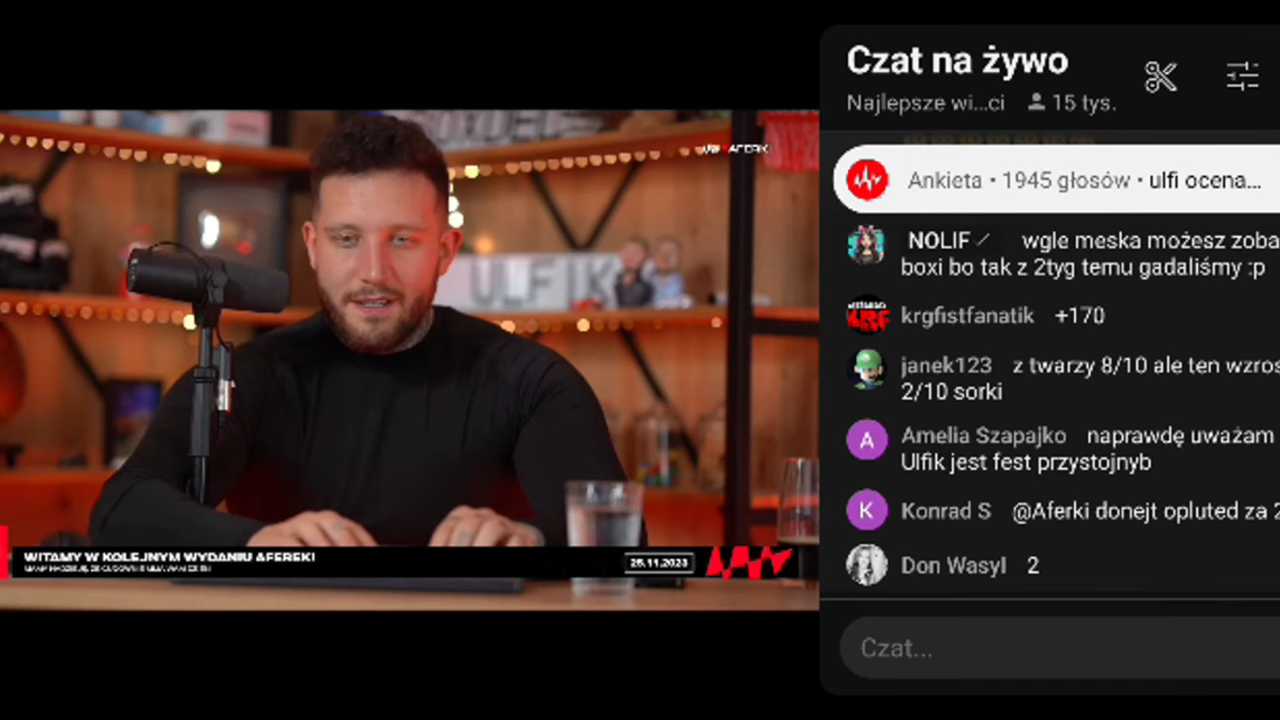 Czat na żywo
Najlepsze wi...ci 15 tys.
AFERKI
Ankieta • 1945 głosów • ulfi ocena...
NOLIF wgle meska możesz zoba
boxi bo tak z 2tyg temu gadaliśmy :p
ULFIK
krgfistfanatik +170
janek123 z twarzy 8/10 ale ten wzros
2/10 sorki
Amelia Szapajko naprawdę uważam
Ulfik jest fest przystojnyb
A
Konrad S @Aferki donejt opluted za 2
K
WITAMY W KOLEJNYM WYDANIU AFEREK!
25.11.2023
Don Wasyl 2
Czat...